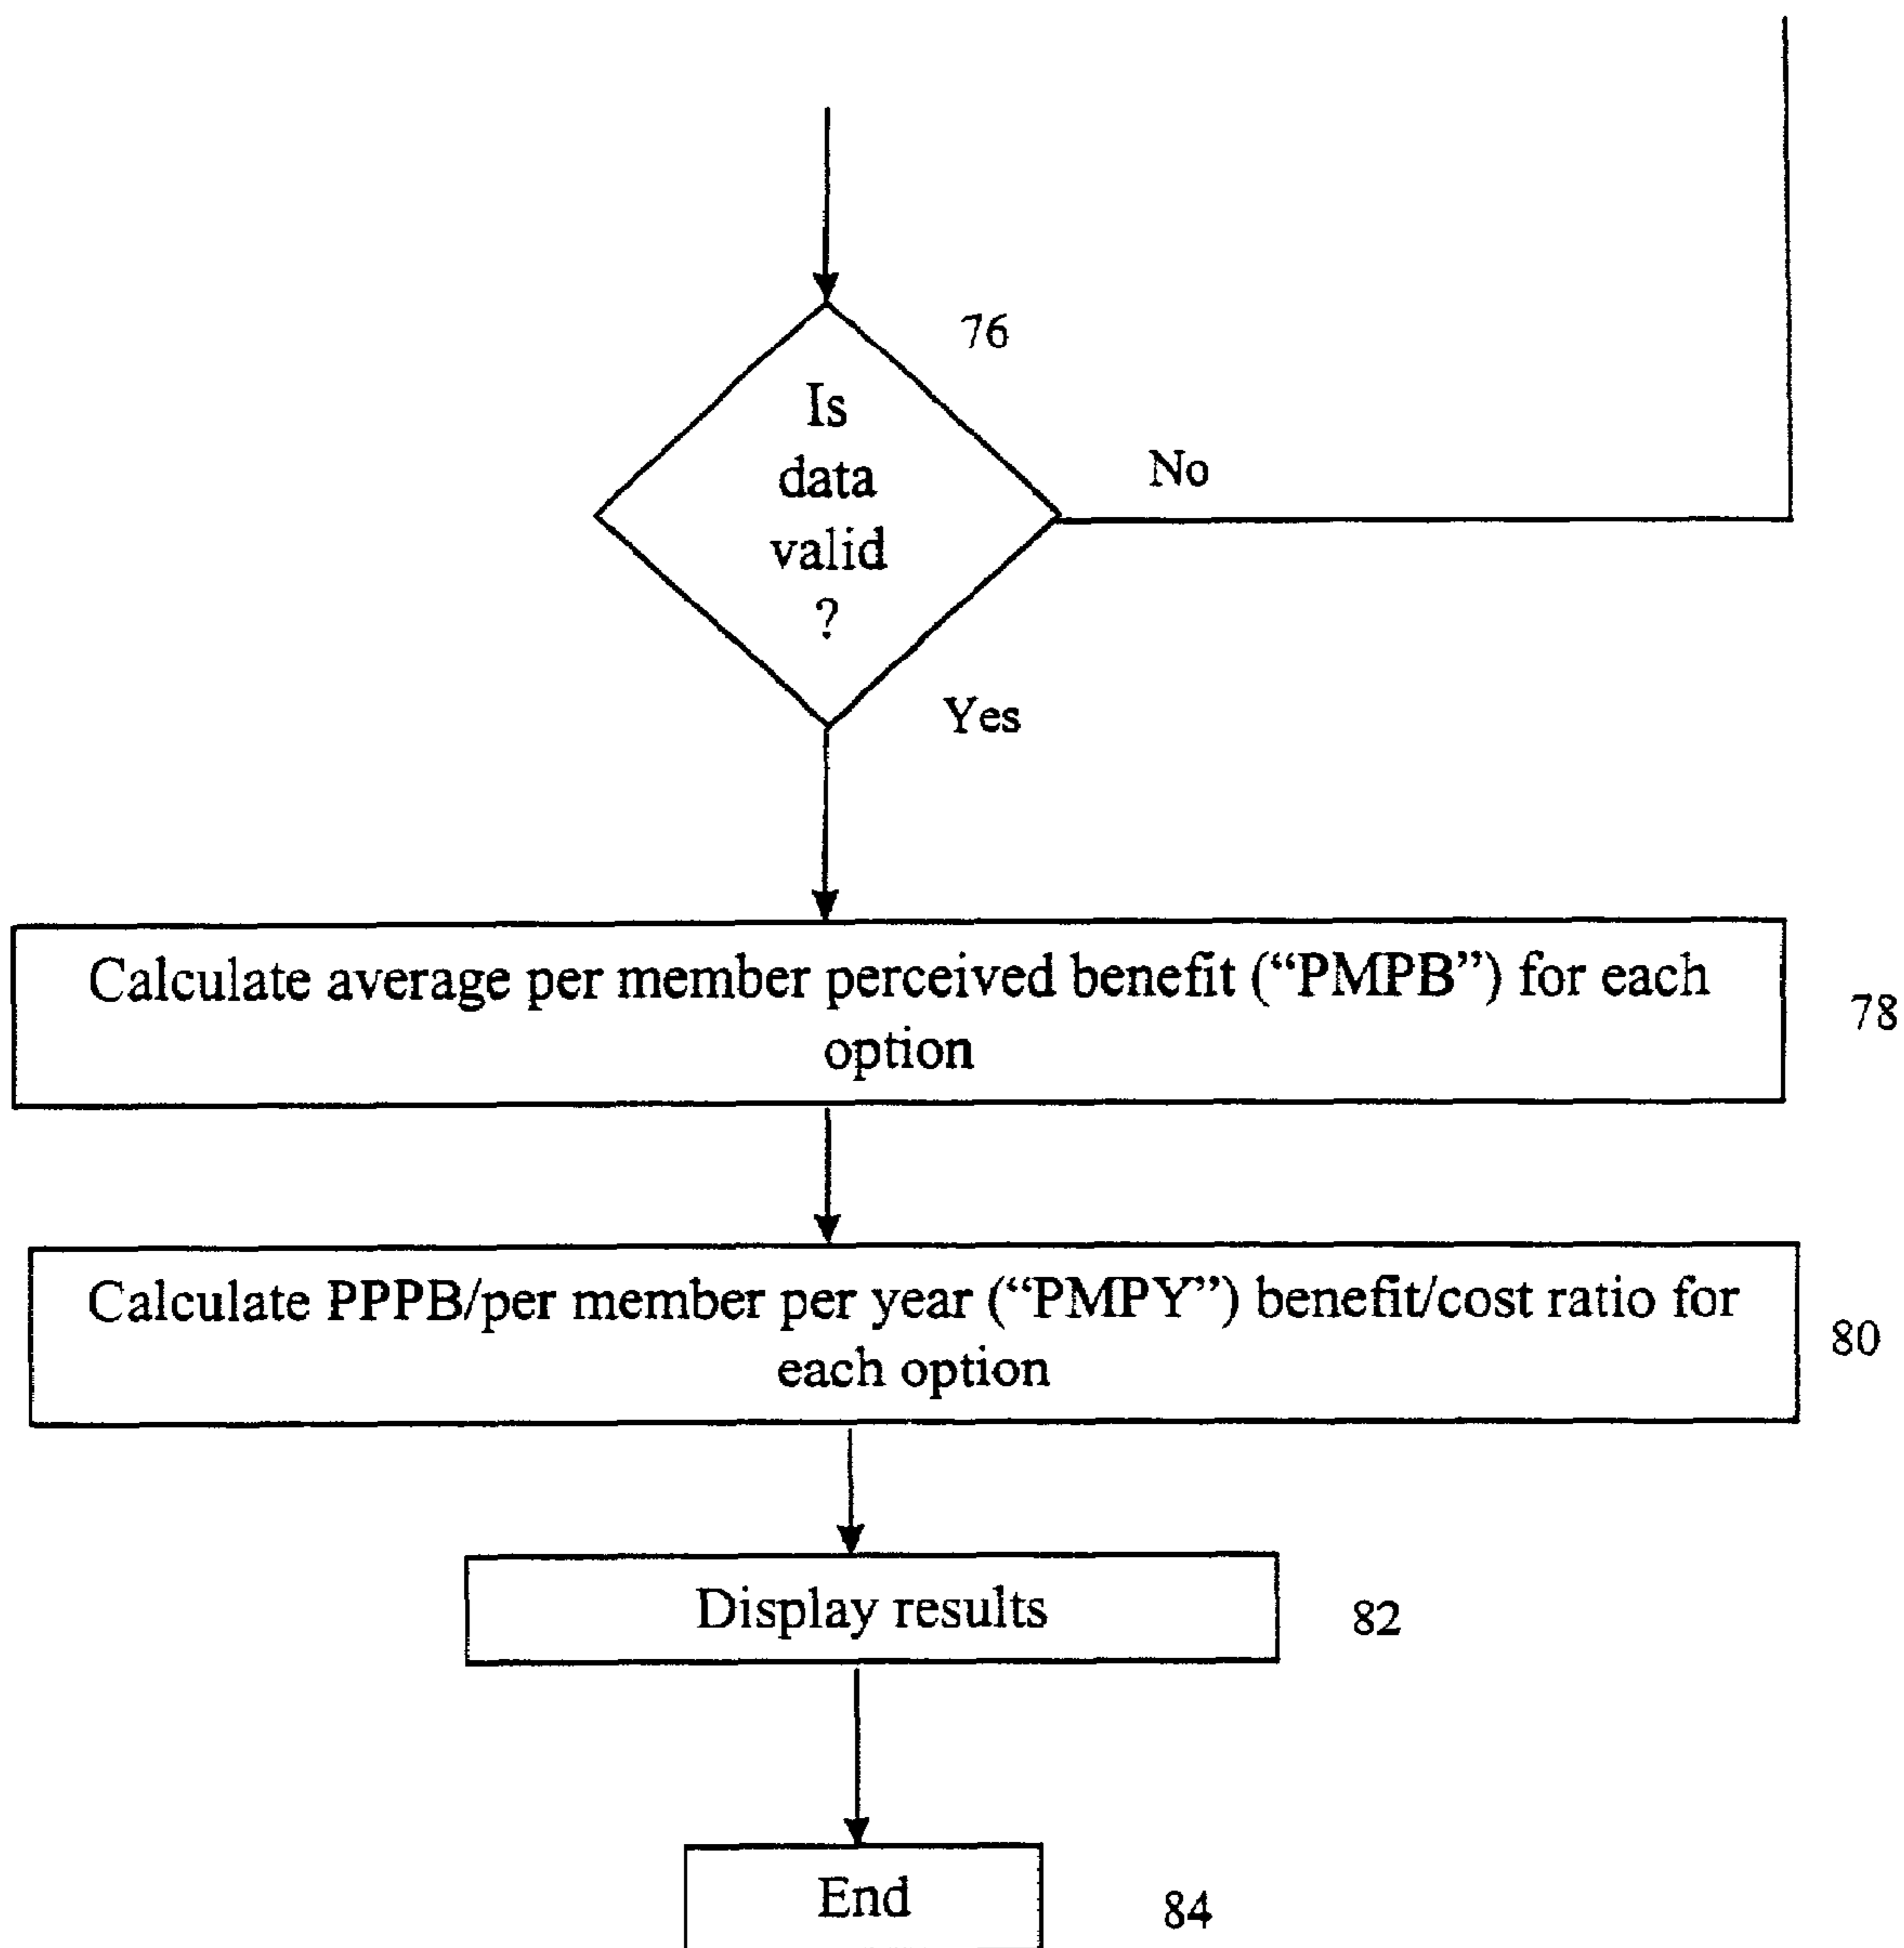 76
Is
data
valid
?
No
Yes
Calculate average per member perceived benefit (“PMPB”) for each
option
78
Calculate PPPB/per member per year (“PMPY”) benefit/cost ratio for
each option
80
Display results
82
End
84